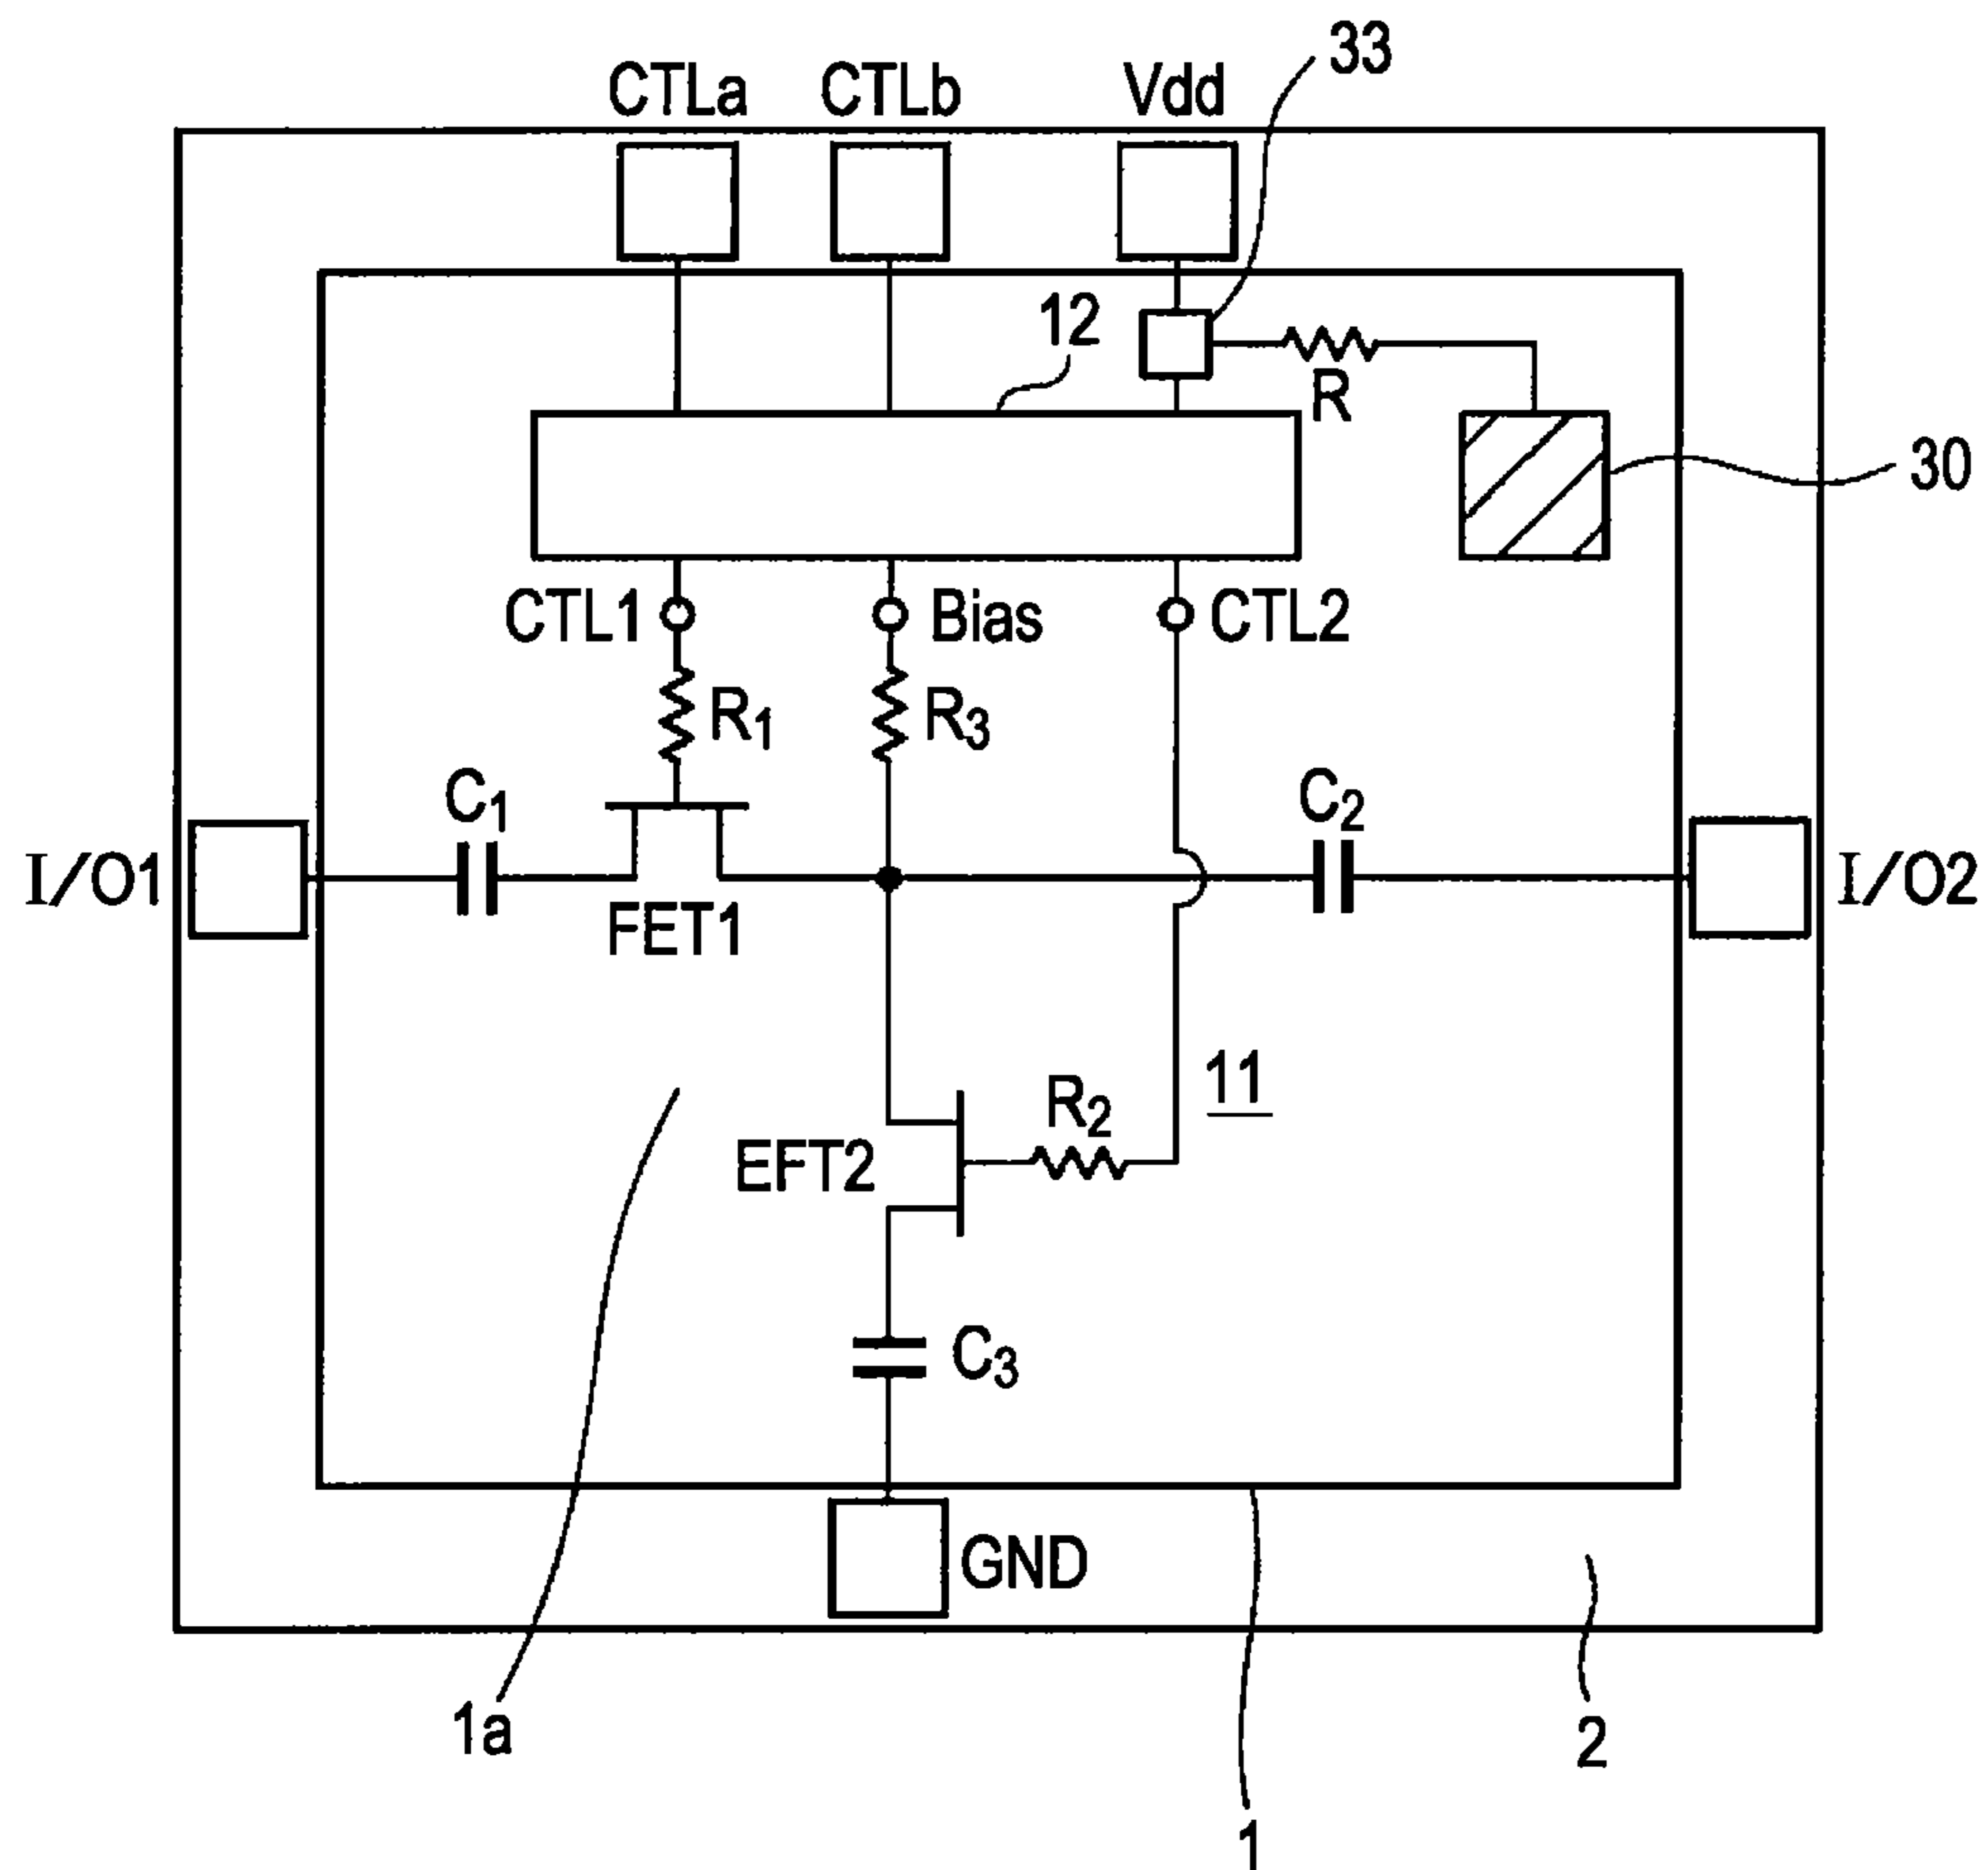 33
CTLa CTLb Vdd
12
R
30
CTL1 Bias CTL2
R1 R3
C1 C2
I/O1 I/O2
FET1
11
R2
EFT2
C3
GND
1a
2
1